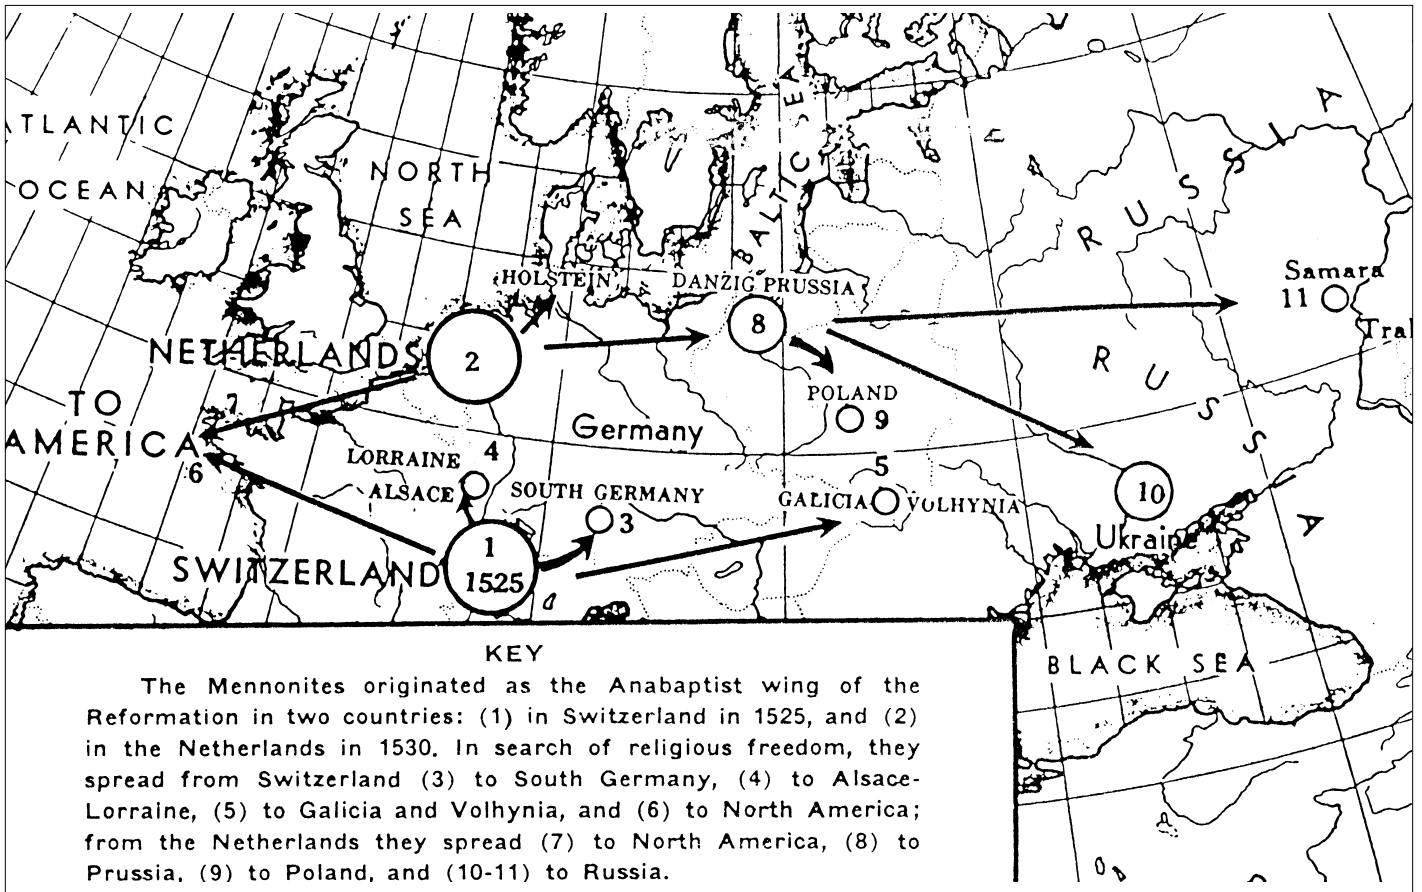 ATLANTIC
OCEAN
NORTH
SEA
BALTIC SEA
RUSSIA
HOLSTEIN
DANZIG PRUSSIA
Samara
11
8
NETHERLANDS
2
RUSSIA
TO
AMERICA
7
6
POLAND
9
Germany
LORRAINE
4
ALSACE
SOUTH GERMANY
3
5
GALICIA
VOLHYNIA
10
Ukraine
SWITZERLAND
1
1525
BLACK SEA
KEY
The Mennonites originated as the Anabaptist wing of the
Reformation in two countries: (1) in Switzerland in 1525, and (2)
in the Netherlands in 1530. In search of religious freedom, they
spread from Switzerland (3) to South Germany, (4) to Alsace-
Lorraine, (5) to Galicia and Volhynia, and (6) to North America;
from the Netherlands they spread (7) to North America, (8) to
Prussia, (9) to Poland, and (10-11) to Russia.